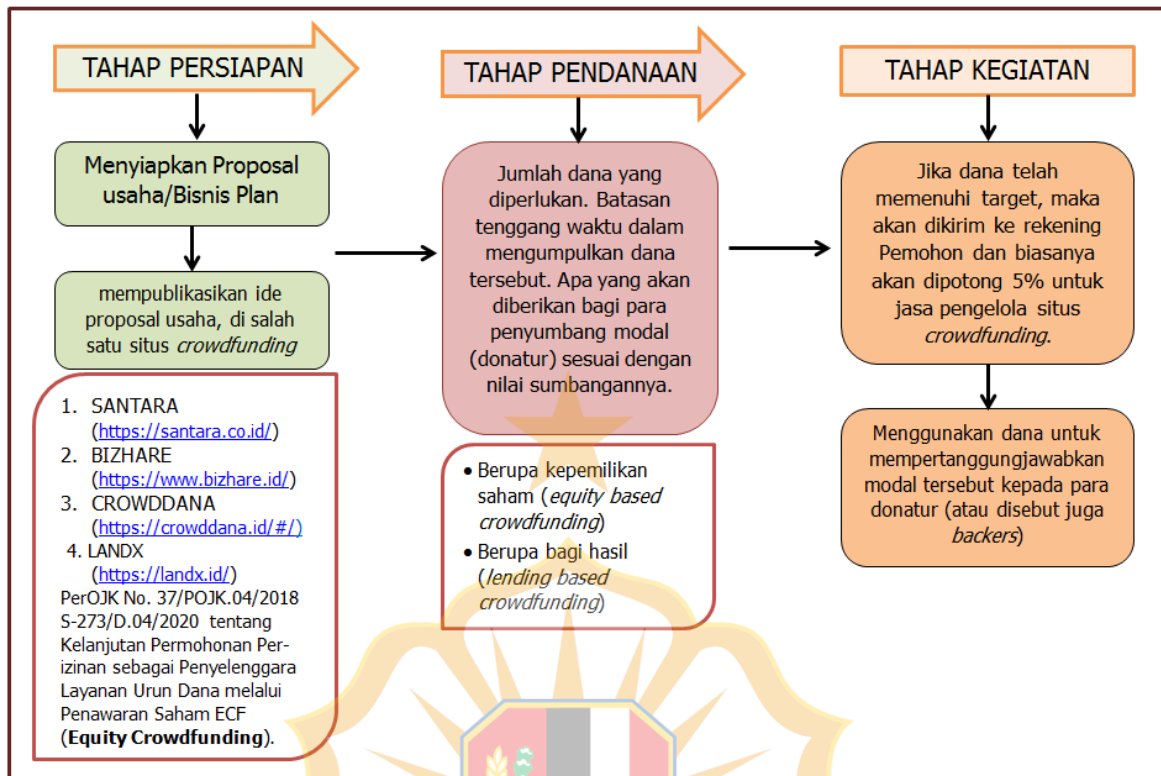 TAHAP PERSIAPAN
Menyiapkan Proposal
usaha/Bisnis Plan
mempublikasikan ide
proposal usaha, di salah
satu situs crowdfunding
1. SANTARA
(https://santara.co.id/)
2. BIZHARE
(https://www.bizhare.id/)
3. CROWDDANA
(https://crowddana.id/#/)
4. LANDX
(https://landx.id/)
PerOJK No. 37/POJK.04/2018
S-273/D.04/2020 tentang
Kelanjutan Permohonan Per-
izinan sebagai Penyelenggara
Layanan Urun Dana melalui
Penawaran Saham ECF
(Equity Crowdfunding).
TAHAP PENDANAAN
Jumlah dana yang
diperlukan. Batasan
tenggang waktu dalam
mengumpulkan dana
tersebut. Apa yang akan
diberikan bagi para
penyumbang modal
(donatur) sesuai dengan
nilai sumbangannya.
• Berupa kepemilikan
saham (equity based
crowdfunding)
• Berupa bagi hasil
(lending based
crowdfunding)
TAHAP KEGIATAN
Jika dana telah
memenuhi target, maka
akan dikirim ke rekening
Pemohon dan biasanya
akan dipotong 5% untuk
jasa pengelola situs
crowdfunding.
Menggunakan dana untuk
mempertanggungjawabkan
modal tersebut kepada para
donatur (atau disebut juga
backers)